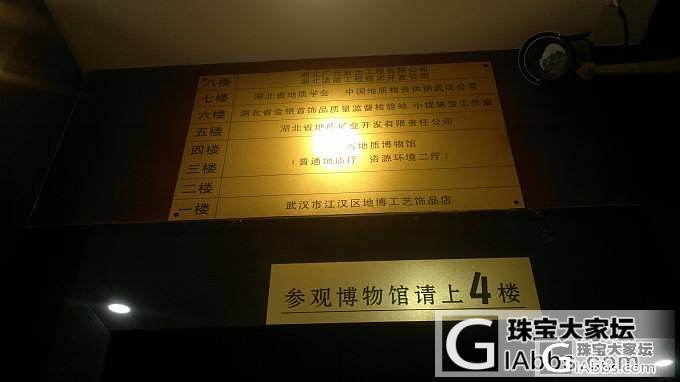 八楼
七楼 湖北省地质学会 中国地质物资供销武汉公司
六楼 湖北省金银首饰品质量监督检验站 小提珠宝工作室
五楼 湖北省地质矿业开发有限责任公司
四楼 省地质博物馆
三楼 (普通地质厅 资源环境二厅)
二楼
一楼 武汉市江汉区地博工艺饰品店
参观博物馆请上4楼
珠宝大家坛
GIAbbs.com